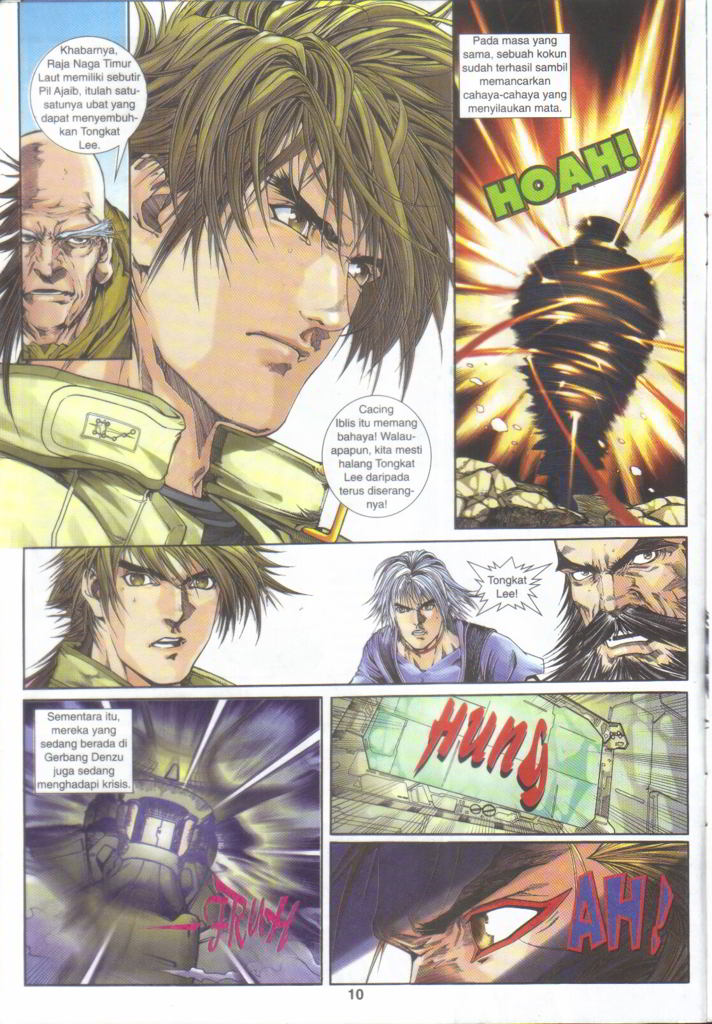 Khabarnya,
Raja Naga Timur
Laut memiliki sebutir
Pil Ajaib, itulah satu-
satunya ubat yang
dapat menyembuh-
kan Tongkat
Lee.
Cacing
Iblis itu memang
bahaya! Walau-
apapun, kita mesti
halang Tongkat
Lee daripada
terus diserang-
nya!
Pada masa yang
sama, sebuah kokun
sudah terhasil sambil
memancarkan
cahaya-cahaya yang
menyilaukan mata.
HOAH!
Tongkat
Lee!
Sementara itu,
mereka yang
sedang berada di
Gerbang Denzu
juga sedang
menghadapi krisis.
FRUH
HUNG
AH!
10